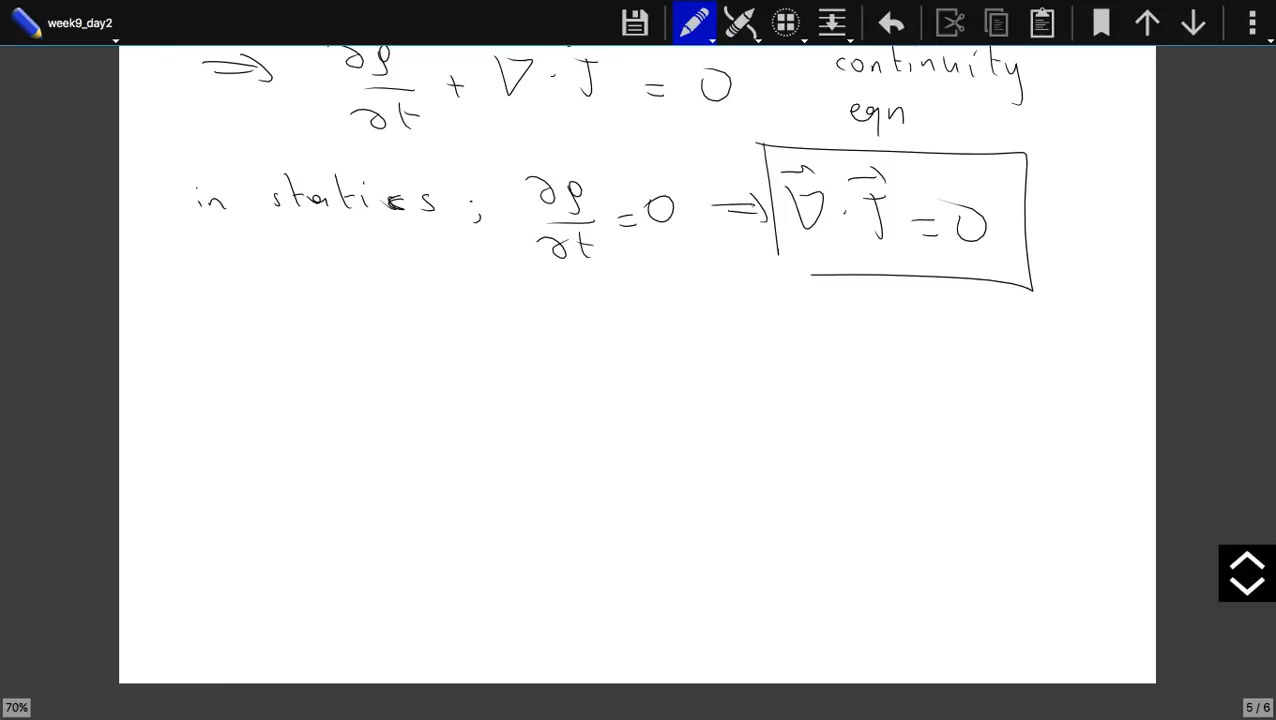 week9_day2
⟹ ∂ρ/∂t + ∇·J = 0 continuity
eqn
in statics ; ∂ρ/∂t = 0 ⟹ ∇⃗·J⃗ = 0
70%
5 / 6